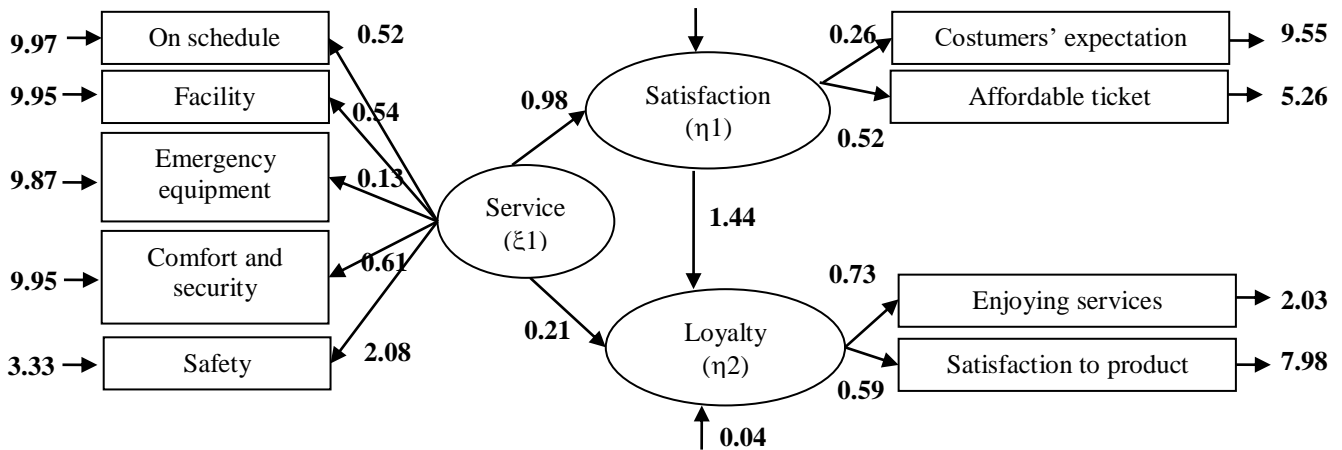 9.97
On schedule
0.52
9.95
Facility
0.54
9.87
Emergency
equipment
0.13
9.95
Comfort and
security
0.61
3.33
Safety
2.08
Service
(ξ1)
0.98
0.21
Satisfaction
(η1)
1.44
Loyalty
(η2)
0.04
0.26
Costumers’ expectation
9.55
0.52
Affordable ticket
5.26
0.73
Enjoying services
2.03
0.59
Satisfaction to product
7.98